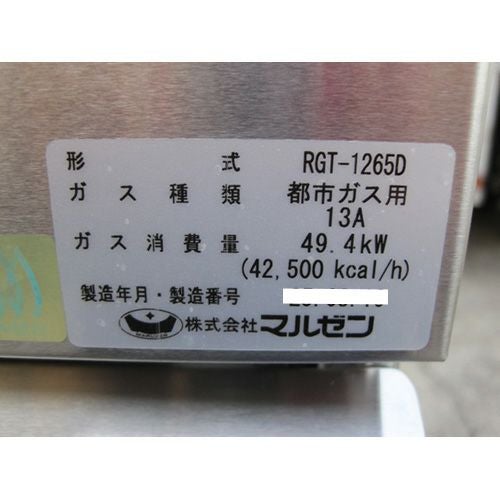 形式 RGT-1265D
ガス種類 都市ガス用
13A
ガス消費量 49.4kW
(42,500 kcal/h)
製造年月・製造番号
株式会社マルゼン